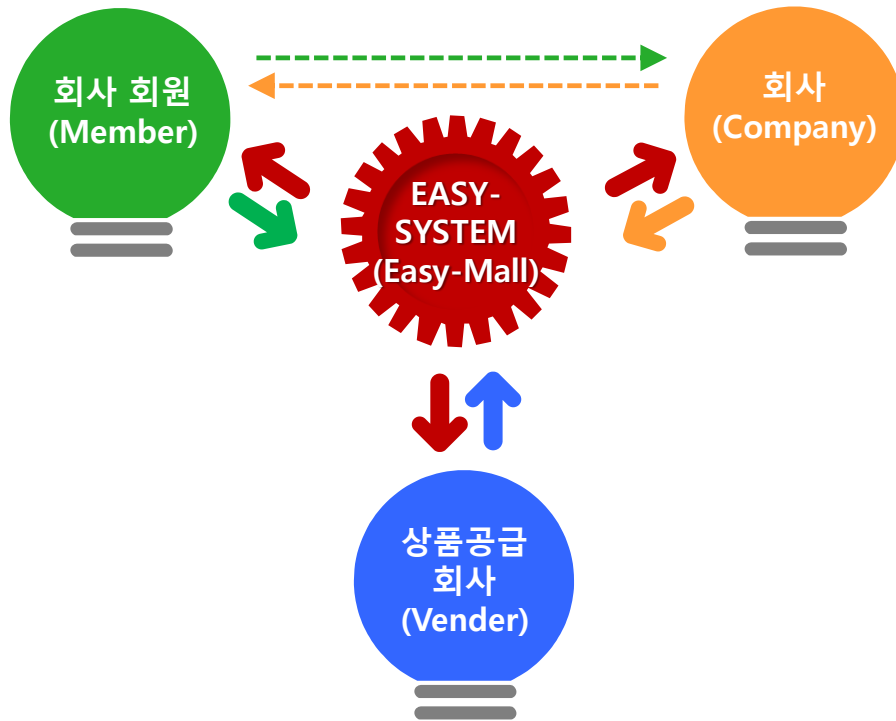 회사 회원
(Member)
회사
(Company)
EASY-
SYSTEM
(Easy-Mall)
상품공급
회사
(Vender)